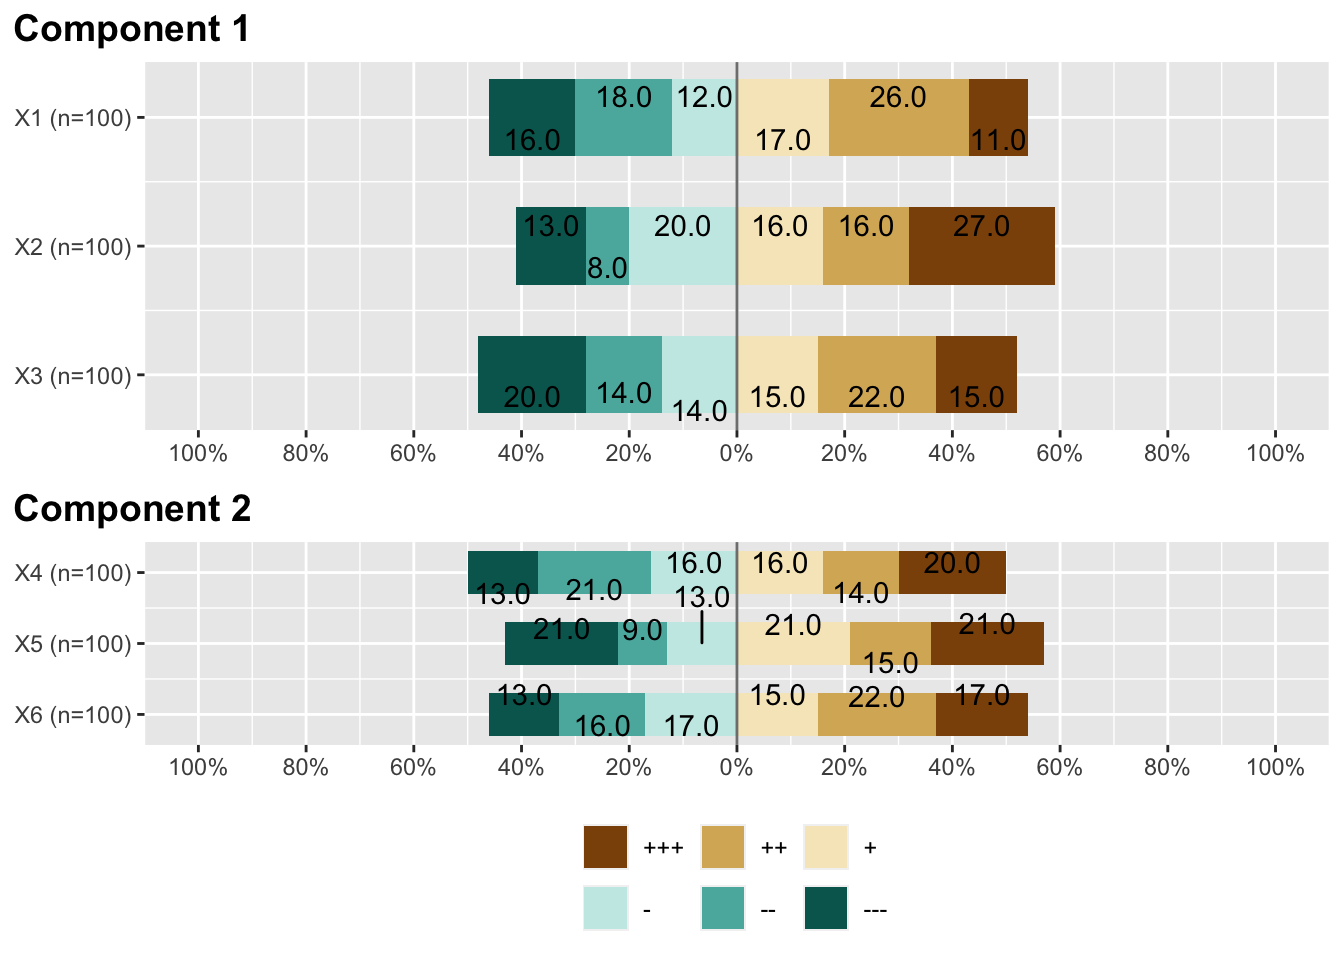 Component 1
18.0 12.0 26.0
X1 (n=100)
16.0 17.0 11.0
13.0 20.0 16.0 16.0 27.0
X2 (n=100)
8.0
X3 (n=100)
20.0 14.0 14.0 15.0 22.0 15.0
100% 80% 60% 40% 20% 0% 20% 40% 60% 80% 100%
Component 2
16.0 16.0 20.0
X4 (n=100)
13.0 21.0 13.0 14.0
21.0 9.0 21.0 21.0
X5 (n=100)
15.0
13.0 15.0 22.0 17.0
X6 (n=100)
16.0 17.0
100% 80% 60% 40% 20% 0% 20% 40% 60% 80% 100%
+++ ++ +
- -- ---